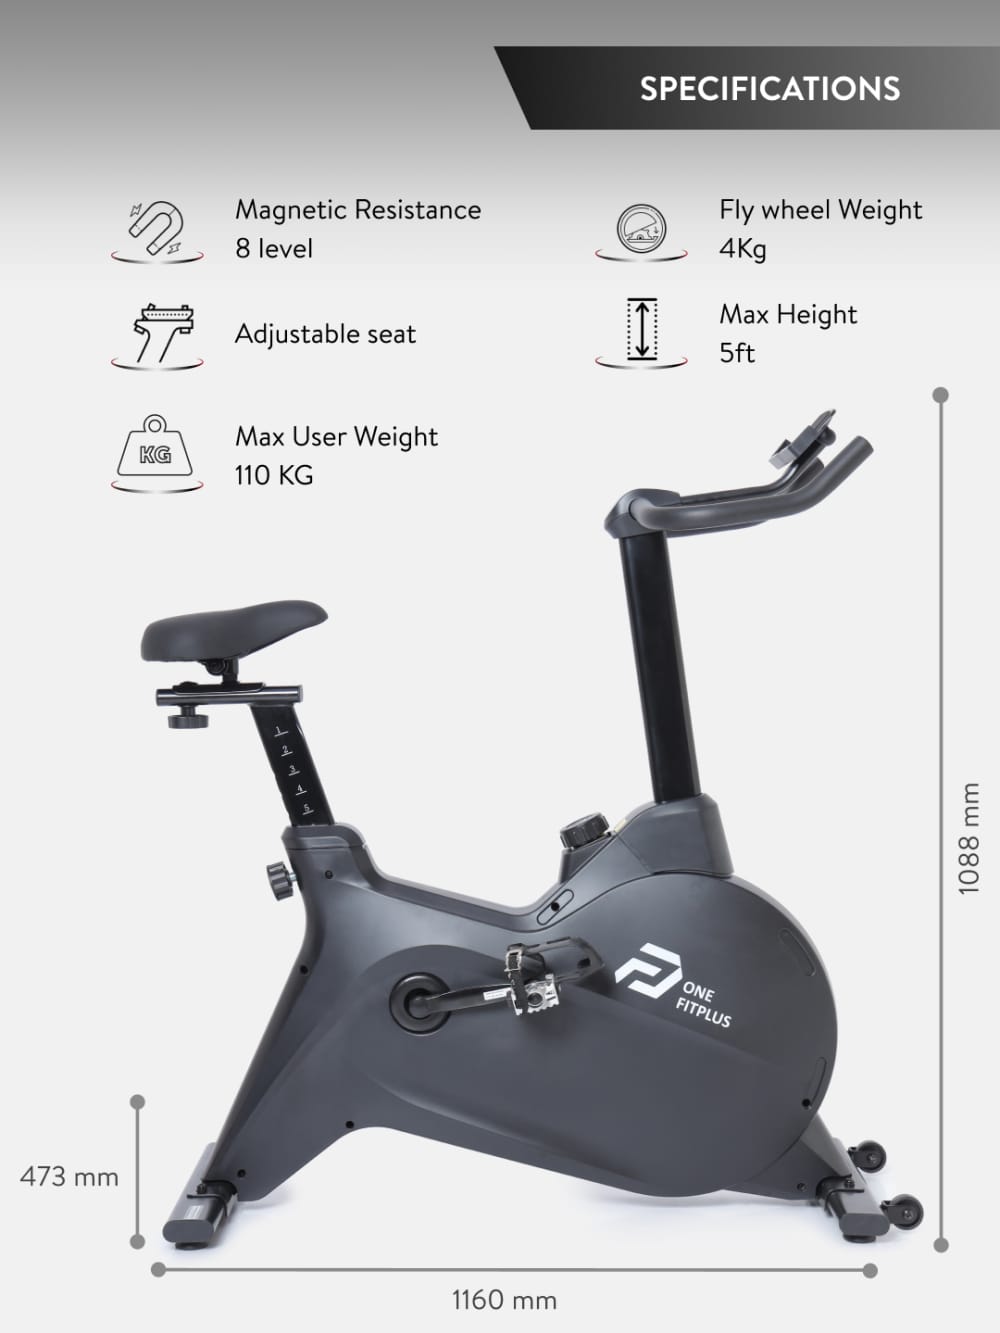 SPECIFICATIONS
Magnetic Resistance
8 level
Fly wheel Weight
4Kg
Adjustable seat
Max Height
5ft
KG
Max User Weight
110 KG
1
2
3
4
5
ONE
FITPLUS
1088 mm
473 mm
1160 mm